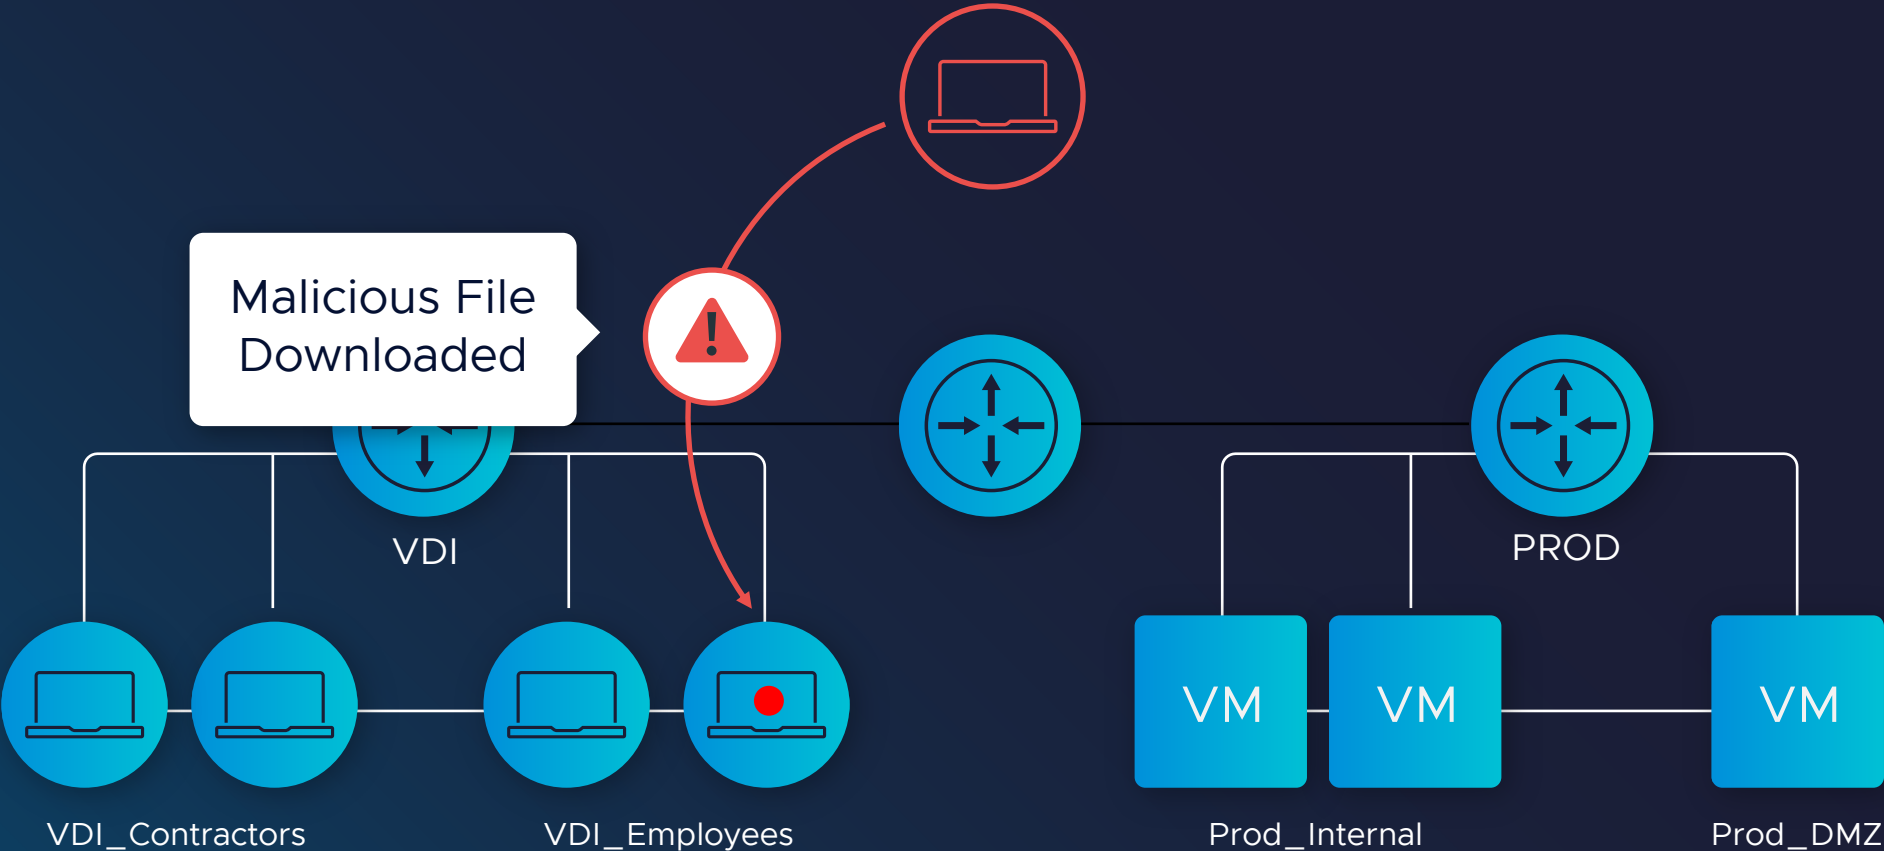 Malicious File
Downloaded
VDI
PROD
VM
VM
VM
VDI_Contractors
VDI_Employees
Prod_Internal
Prod_DMZ